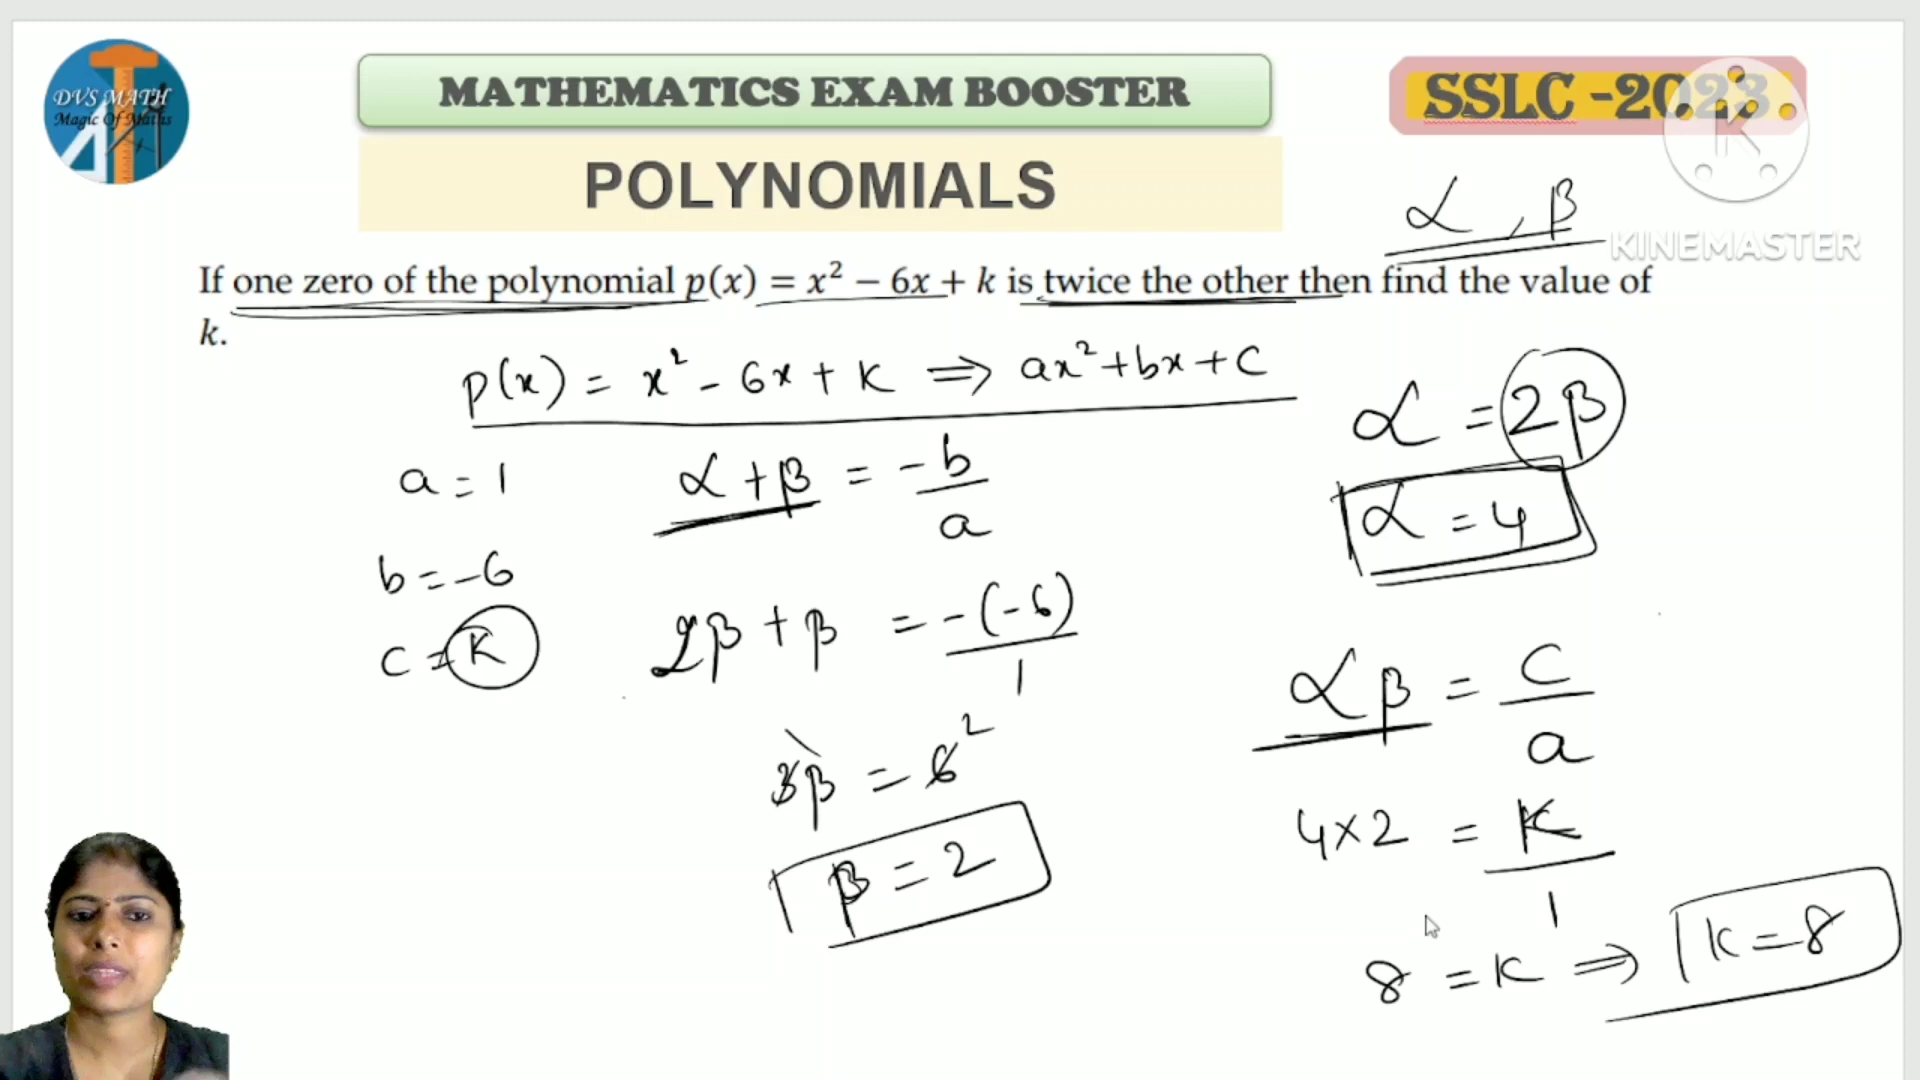 DVS MATH
Magic Of Maths
MATHEMATICS EXAM BOOSTER
SSLC -2023
K
KINEMASTER
POLYNOMIALS
α , β
If one zero of the polynomial p(x) = x² − 6x + k is twice the other then find the value of
k.
p(x) = x² - 6x + K ⇒ ax² + bx + c
a = 1
b = -6
c = K
α + β = -b/a
2β + β = -(-6)/1
3β = 6 2
β = 2
α = 2β
α = 4
αβ = c/a
4 × 2 = K/1
8 = K ⇒ K = 8